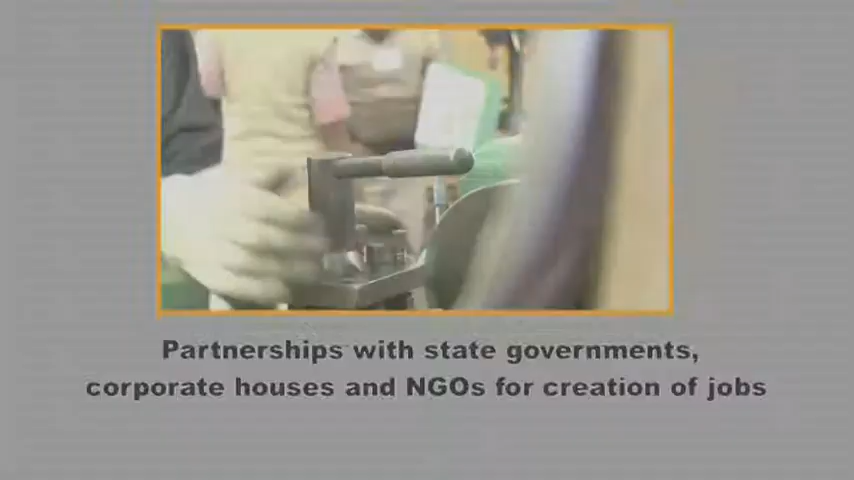 Partnerships with state governments,
corporate houses and NGOs for creation of jobs